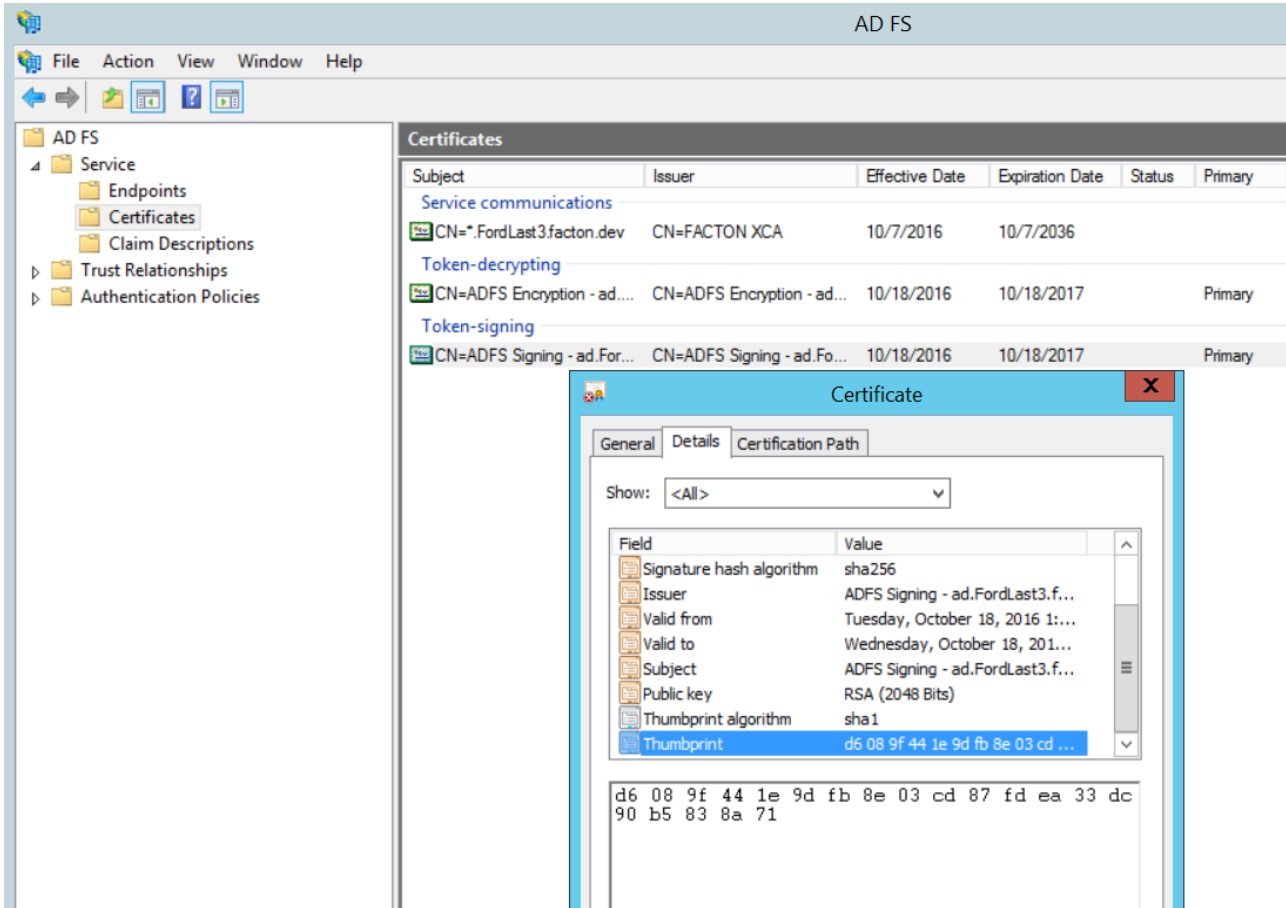 AD FS
File Action View Window Help
AD FS
Service
Endpoints
Certificates
Claim Descriptions
Trust Relationships
Authentication Policies
Certificates
Subject Issuer Effective Date Expiration Date Status Primary
Service communications
CN=*.FordLast3.facton.dev CN=FACTON XCA 10/7/2016 10/7/2036
Token-decrypting
CN=ADFS Encryption - ad.... CN=ADFS Encryption - ad... 10/18/2016 10/18/2017 Primary
Token-signing
CN=ADFS Signing - ad.For... CN=ADFS Signing - ad.Fo... 10/18/2016 10/18/2017 Primary
Certificate X
General Details Certification Path
Show: <All>
Field Value
Signature hash algorithm sha256
Issuer ADFS Signing - ad.FordLast3.f...
Valid from Tuesday, October 18, 2016 1:...
Valid to Wednesday, October 18, 201...
Subject ADFS Signing - ad.FordLast3.f...
Public key RSA (2048 Bits)
Thumbprint algorithm sha1
Thumbprint d6 08 9f 44 1e 9d fb 8e 03 cd ...
d6 08 9f 44 1e 9d fb 8e 03 cd 87 fd ea 33 dc
90 b5 83 8a 71